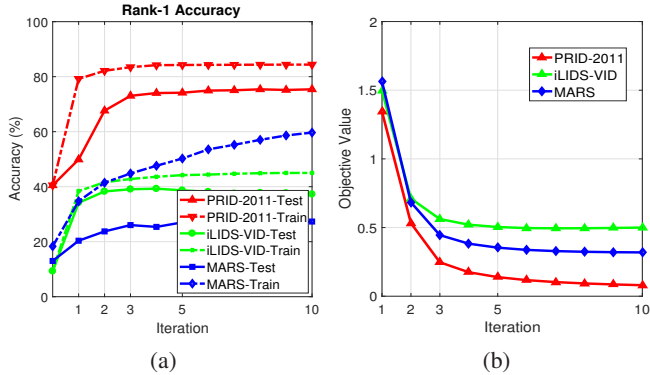 Rank-1 Accuracy
100
80
60
40
20
0
Accuracy (%)
1 2 3 5 10
Iteration
PRID-2011-Test
PRID-2011-Train
iLIDS-VID-Test
iLIDS-VID-Train
MARS-Test
MARS-Train
(a)
2
1.5
1
0.5
0
Objective Value
1 2 3 5 10
Iteration
PRID-2011
iLIDS-VID
MARS
(b)